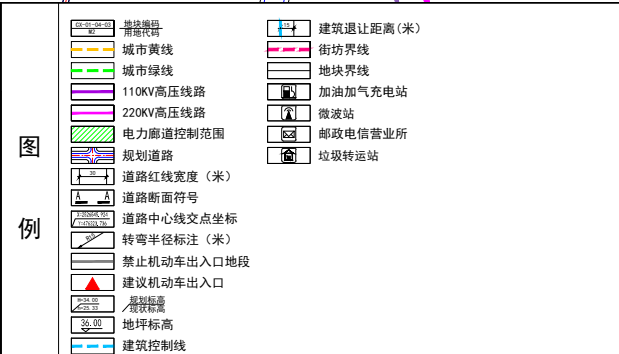 图例
CX-01-04-03 地块编码
M2 用地代码
城市黄线
城市绿线
110KV高压线路
220KV高压线路
电力廊道控制范围
规划道路
30 道路红线宽度（米）
A A 道路断面符号
道路中心线交点坐标
R15 转弯半径标注（米）
禁止机动车出入口地段
建议机动车出入口
H=34.00 规划标高
H=25.33 现状标高
36.00 地坪标高
建筑控制线
15 建筑退让距离(米)
街坊界线
地块界线
加油加气充电站
微波站
邮政电信营业所
垃圾转运站